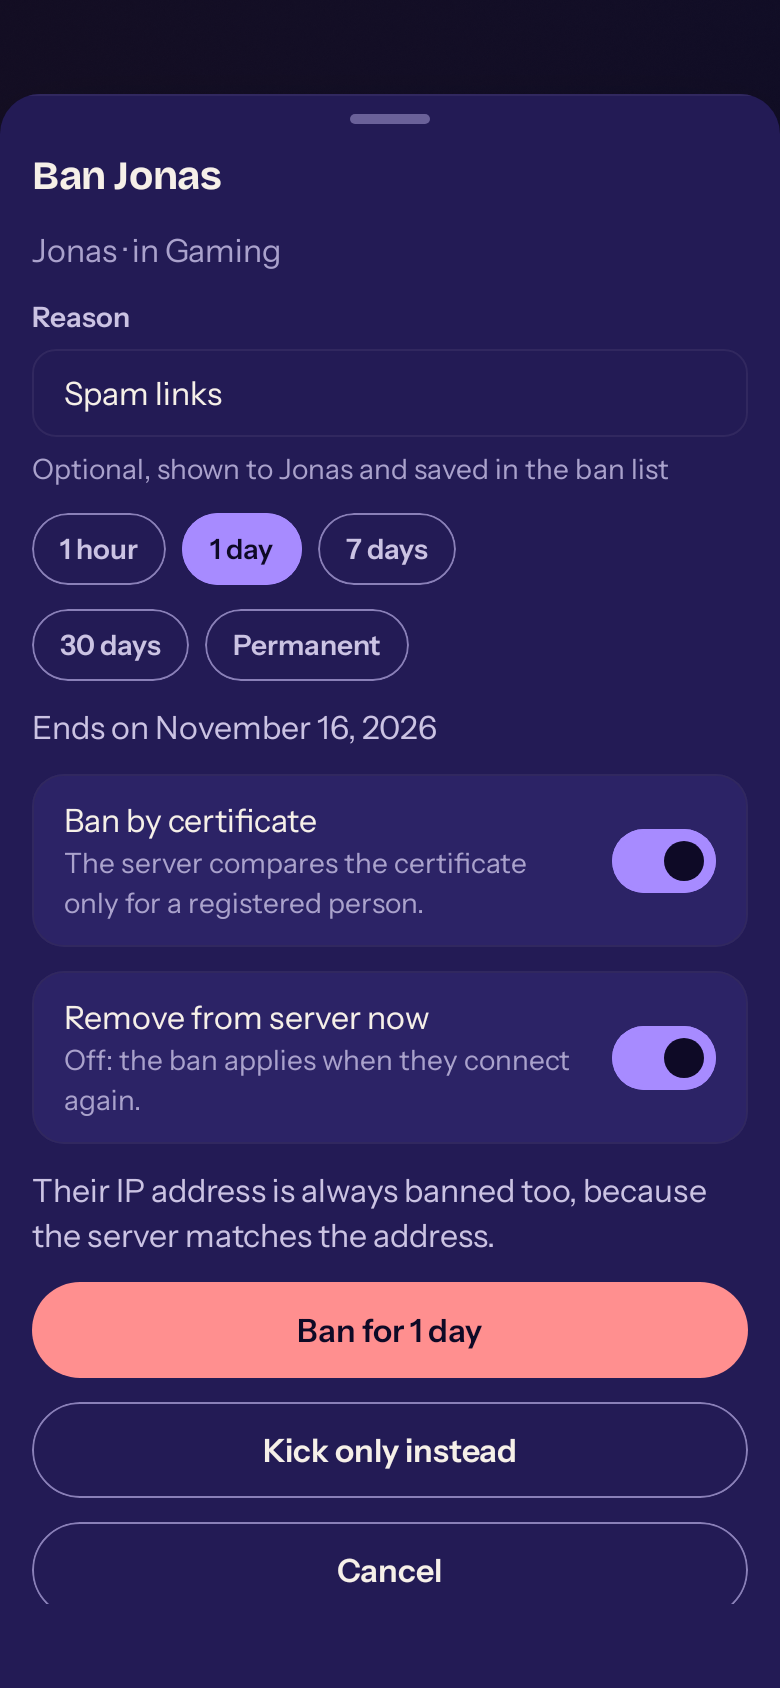 Ban Jonas
Jonas · in Gaming
Reason
Spam links
Optional, shown to Jonas and saved in the ban list
1 hour
1 day
7 days
30 days
Permanent
Ends on November 16, 2026
Ban by certificate
The server compares the certificate
only for a registered person.
Remove from server now
Off: the ban applies when they connect
again.
Their IP address is always banned too, because
the server matches the address.
Ban for 1 day
Kick only instead
Cancel